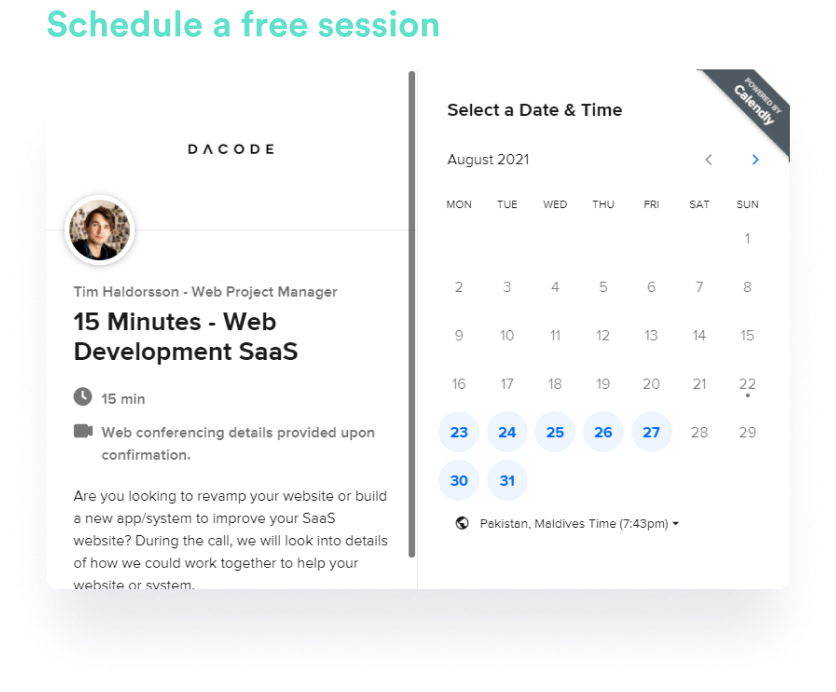 Schedule a free session
DACODE
Tim Haldorsson - Web Project Manager
15 Minutes - Web
Development SaaS
15 min
Web conferencing details provided upon
confirmation.
Are you looking to revamp your website or build
a new app/system to improve your SaaS
website? During the call, we will look into details
of how we could work together to help your
website or system.
POWERED BY
Calendly
Select a Date & Time
August 2021
MON TUE WED THU FRI SAT SUN
1
2 3 4 5 6 7 8
9 10 11 12 13 14 15
16 17 18 19 20 21 22
23 24 25 26 27 28 29
30 31
Pakistan, Maldives Time (7:43pm)